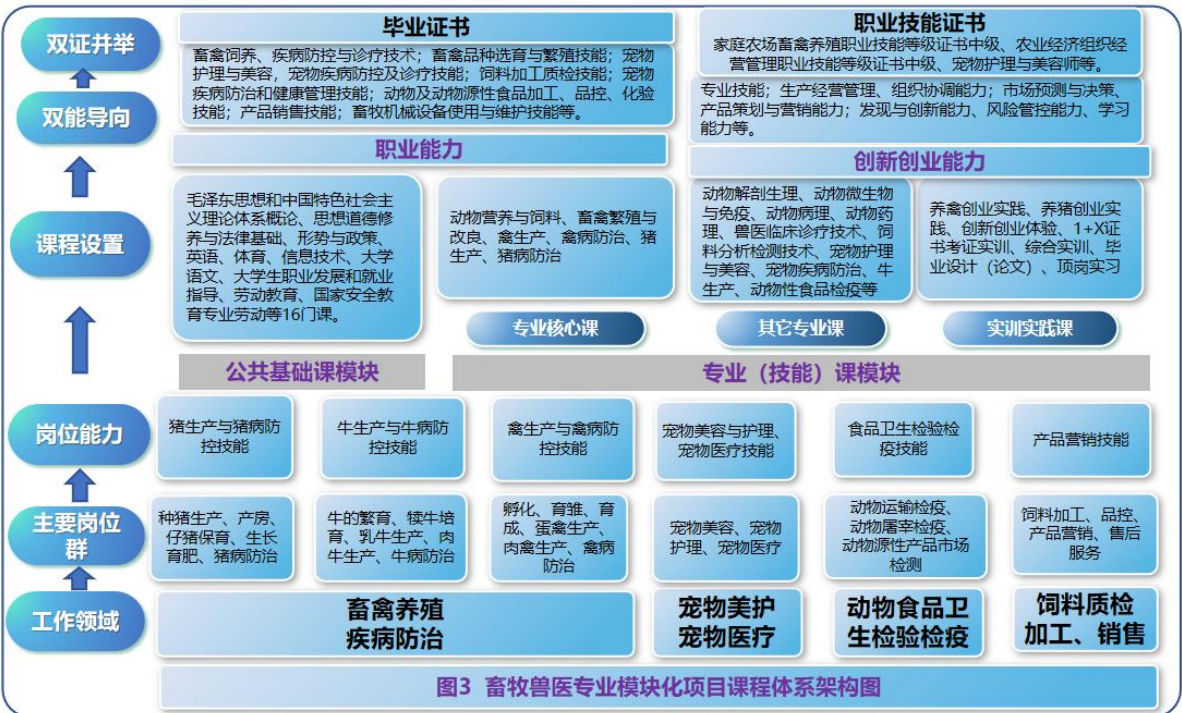 双证并举
毕业证书
职业技能证书
家庭农场畜禽养殖职业技能等级证书中级、农业经济组织经
营管理职业技能等级证书中级、宠物护理与美容师等。
双能导向
畜禽饲养、疾病防控与诊疗技术；畜禽品种选育与繁殖技能；宠物
护理与美容，宠物疾病防控及诊疗技能；饲料加工质检技能；宠物
疾病防治和健康管理技能；动物及动物源性食品加工、品控、化验
技能；产品销售技能；畜牧机械设备使用与维护技能等。
专业技能；生产经营管理、组织协调能力；市场预测与决策、
产品策划与营销能力；发现与创新能力、风险管控能力、学习
能力等。
职业能力
创新创业能力
课程设置
毛泽东思想和中国特色社会主
义理论体系概论、思想道德修
养与法律基础、形势与政策、
英语、体育、信息技术、大学
语文、大学生职业发展和就业
指导、劳动教育、国家安全教
育专业劳动等16门课。
动物营养与饲料、畜禽繁殖与
改良、禽生产、禽病防治、猪
生产、猪病防治
动物解剖生理、动物微生物
与免疫、动物病理、动物药
理、兽医临床诊疗技术、饲
料分析检测技术、宠物护理
与美容、宠物疾病防治、牛
生产、动物性食品检疫等
养禽创业实践、养猪创业实
践、创新创业体验、1+X证
书考证实训、综合实训、毕
业设计（论文）、顶岗实习
专业核心课
其它专业课
实训实践课
公共基础课模块
专业（技能）课模块
岗位能力
猪生产与猪病防
控技能
牛生产与牛病防
控技能
禽生产与禽病防
控技能
宠物美容与护理、
宠物医疗技能
食品卫生检验检
疫技能
产品营销技能
主要岗位
群
种猪生产、产房、
仔猪保育、生长
育肥、猪病防治
牛的繁育、犊牛培
育、乳牛生产、肉
牛生产、牛病防治
孵化、育雏、育
成、蛋禽生产、
肉禽生产、禽病
防治
宠物美容、宠物
护理、宠物医疗
动物运输检疫、
动物屠宰检疫、
动物源性产品市场
检测
饲料加工、品控、
产品营销、售后
服务
工作领域
畜禽养殖
疾病防治
宠物美护
宠物医疗
动物食品卫
生检验检疫
饲料质检
加工、销售
图3 畜牧兽医专业模块化项目课程体系架构图